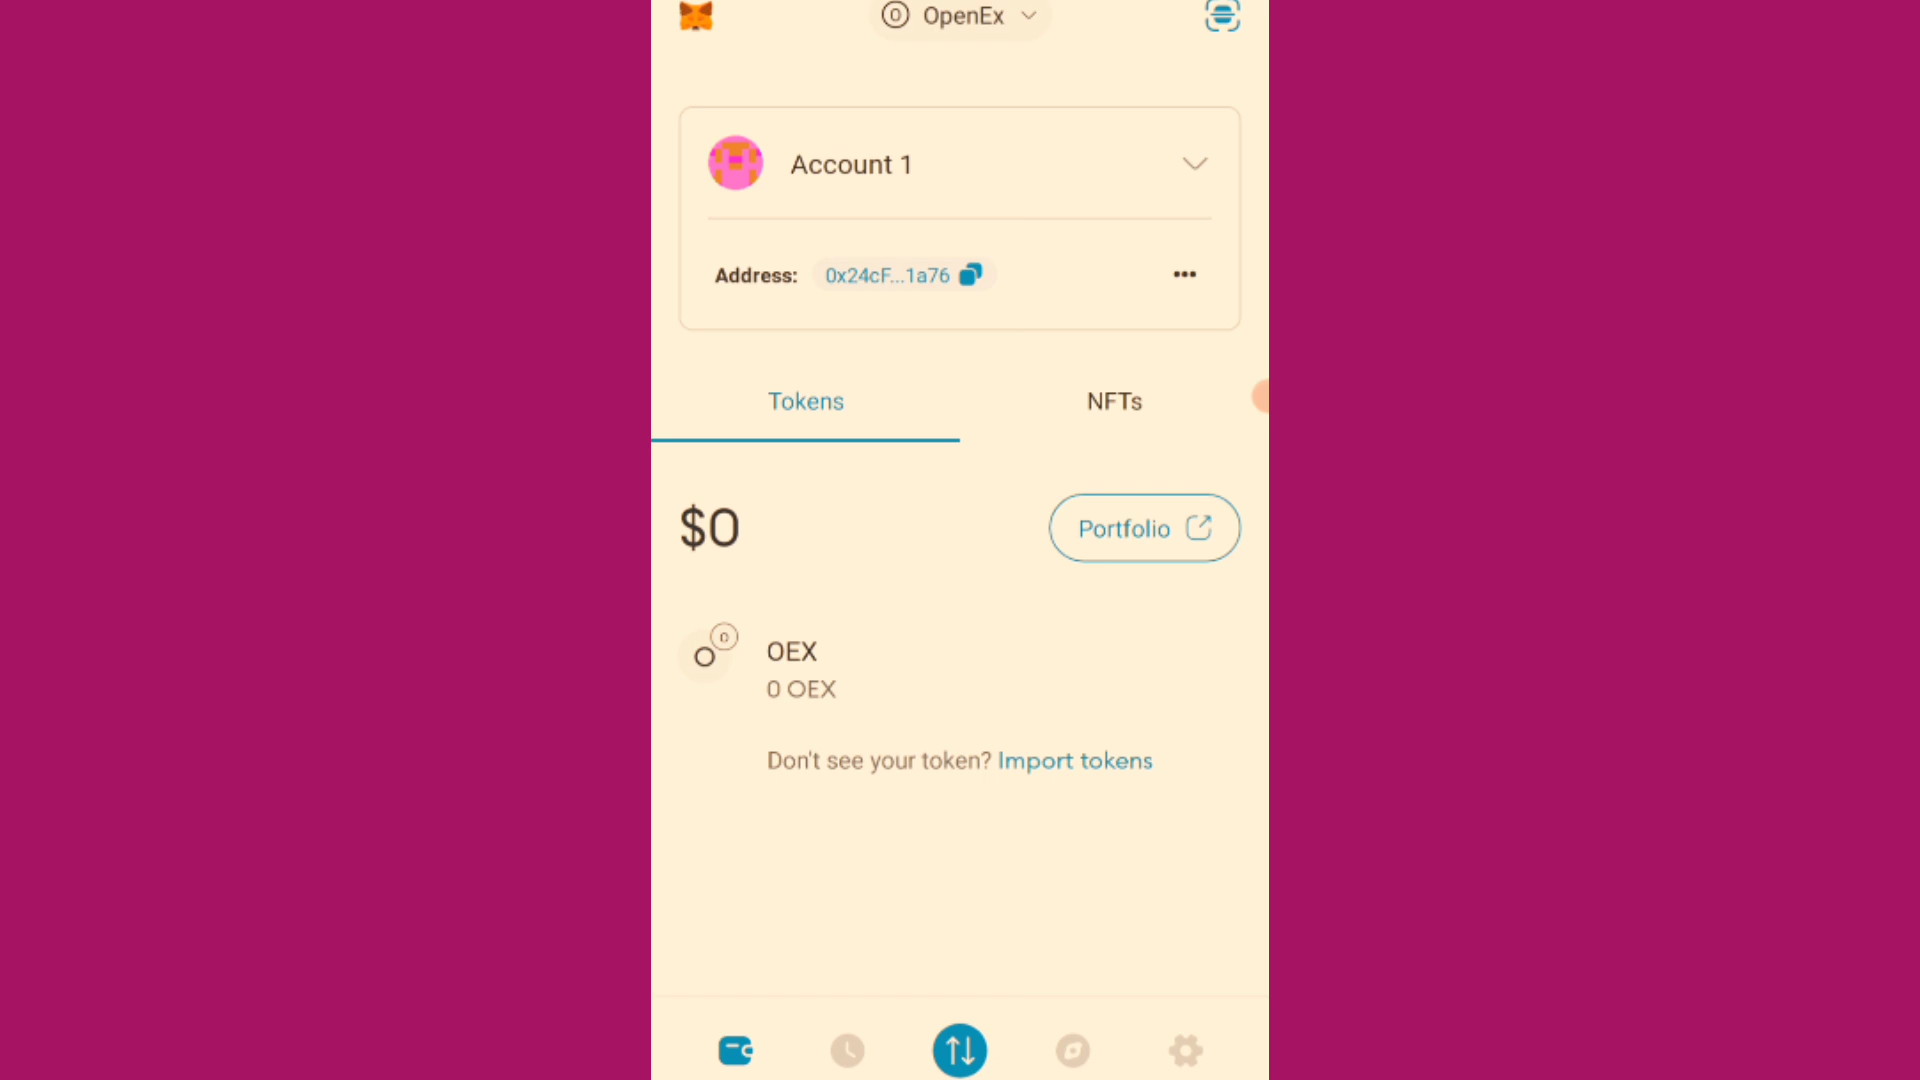 OpenEx
Account 1
Address: 0x24cF...1a76
Tokens
NFTs
$0
Portfolio
OEX
0 OEX
Don't see your token? Import tokens